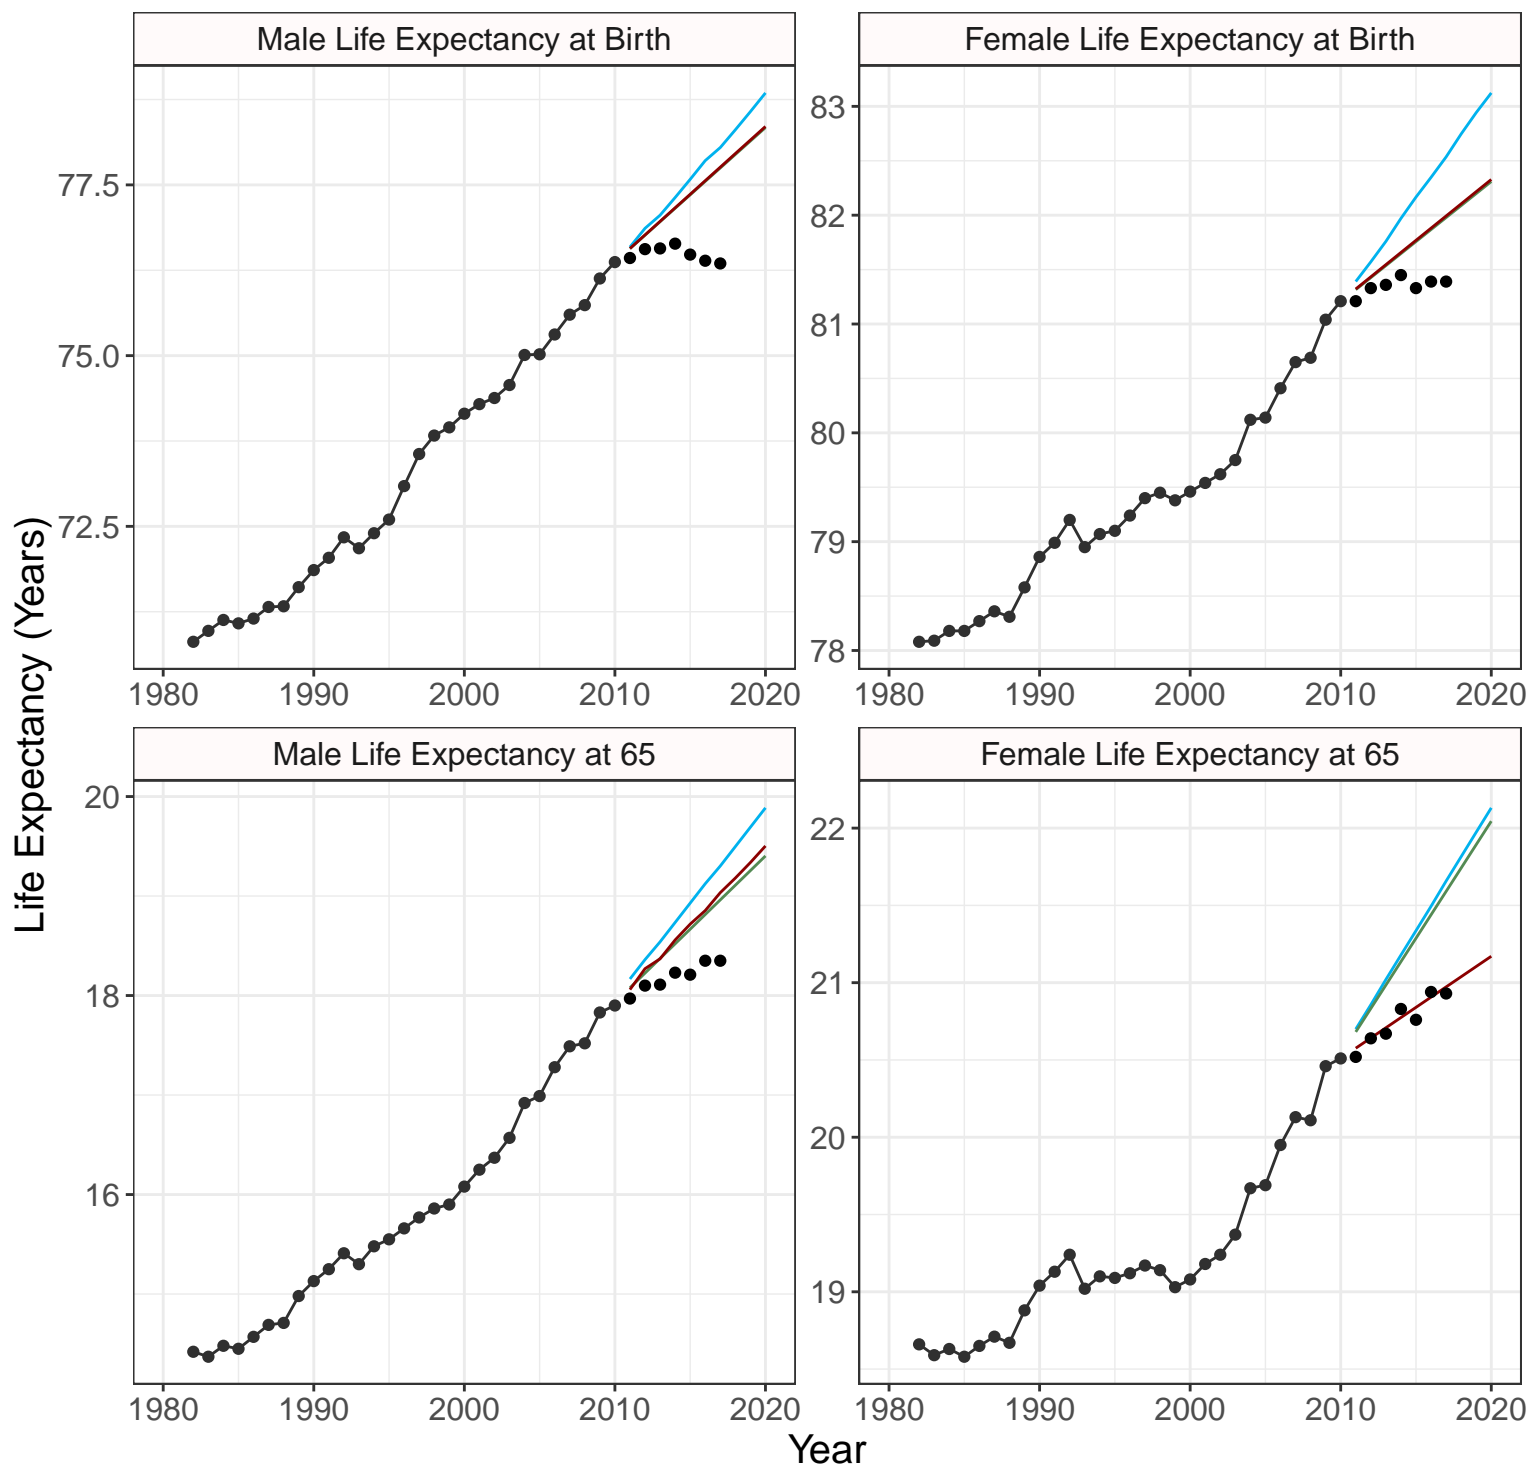 Male Life Expectancy at Birth
Female Life Expectancy at Birth
77.5
75.0
72.5
1980 1990 2000 2010 2020
83
82
81
80
79
78
1980 1990 2000 2010 2020
Life Expectancy (Years)
Male Life Expectancy at 65
Female Life Expectancy at 65
20
18
16
1980 1990 2000 2010 2020
22
21
20
19
1980 1990 2000 2010 2020
Year